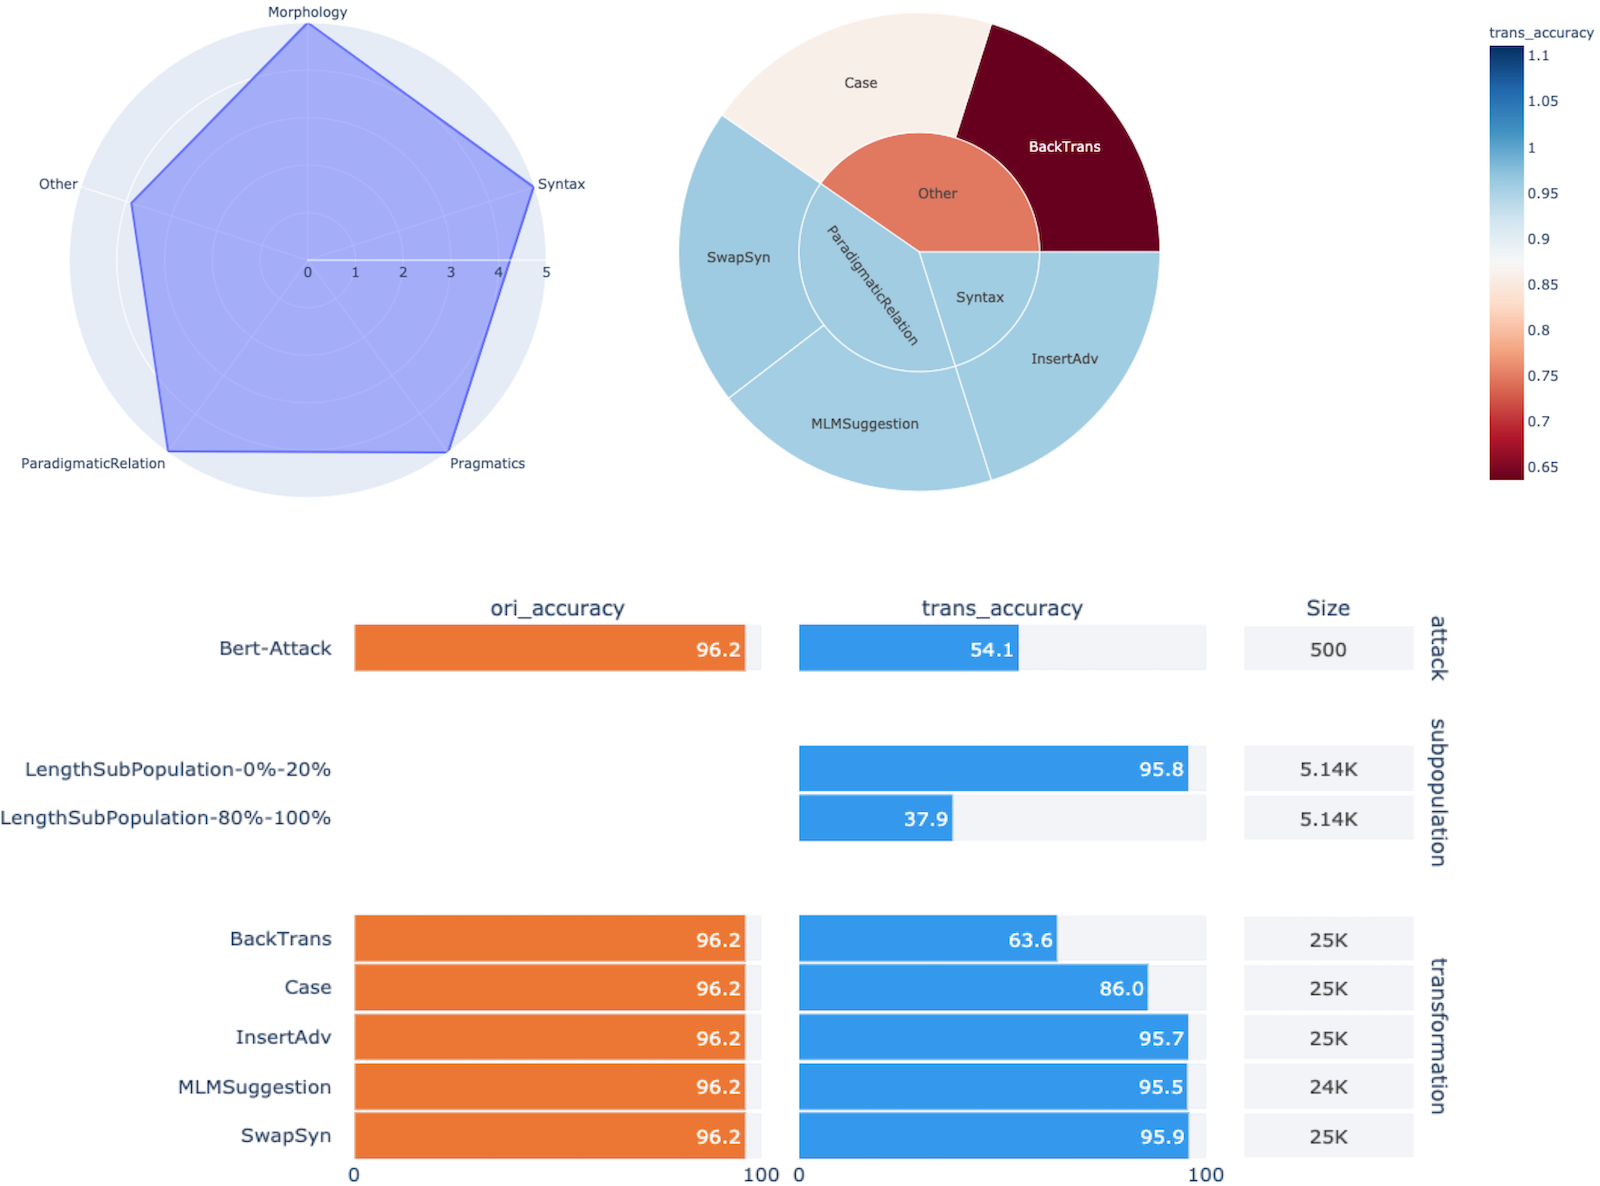 Morphology
Other
Syntax
0 1 2 3 4 5
ParadigmaticRelation
Pragmatics
Case
BackTrans
Other
SwapSyn
ParadigmaticRelation
Syntax
InsertAdv
MLMSuggestion
trans_accuracy
1.1
1.05
1
0.95
0.9
0.85
0.8
0.75
0.7
0.65
ori_accuracy trans_accuracy Size
Bert-Attack 96.2 54.1 500
attack
LengthSubPopulation-0%-20% 95.8 5.14K
LengthSubPopulation-80%-100% 37.9 5.14K
subpopulation
BackTrans 96.2 63.6 25K
Case 96.2 86.0 25K
InsertAdv 96.2 95.7 25K
MLMSuggestion 96.2 95.5 24K
SwapSyn 96.2 95.9 25K
transformation
0 100 0 100